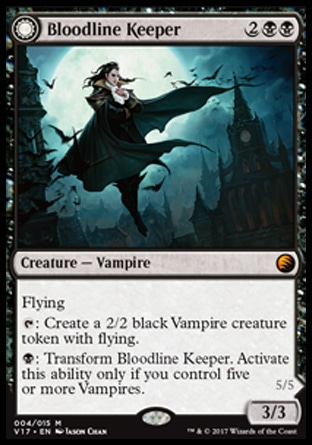 Bloodline Keeper 2
Creature — Vampire
Flying
: Create a 2/2 black Vampire creature
token with flying.
: Transform Bloodline Keeper. Activate
this ability only if you control five
or more Vampires.
5/5
3/3
004/015 M
V17 • EN Jason Chan
™ & © 2017 Wizards of the Coast